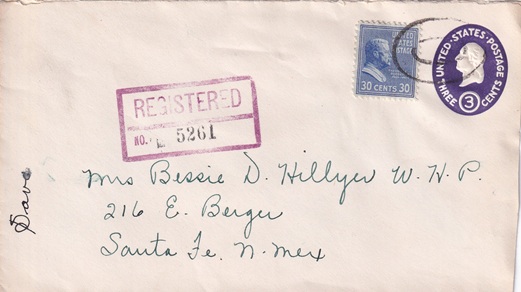 UNITED STATES POSTAGE
30 CENTS 30
UNITED·STATES·POSTAGE
THREE 3 CENTS
REGISTERED
NO. 5261
Save
Mrs Bessie D. Hillyer W. H. P.
216 E. Berger
Santa Fe, N. Mex